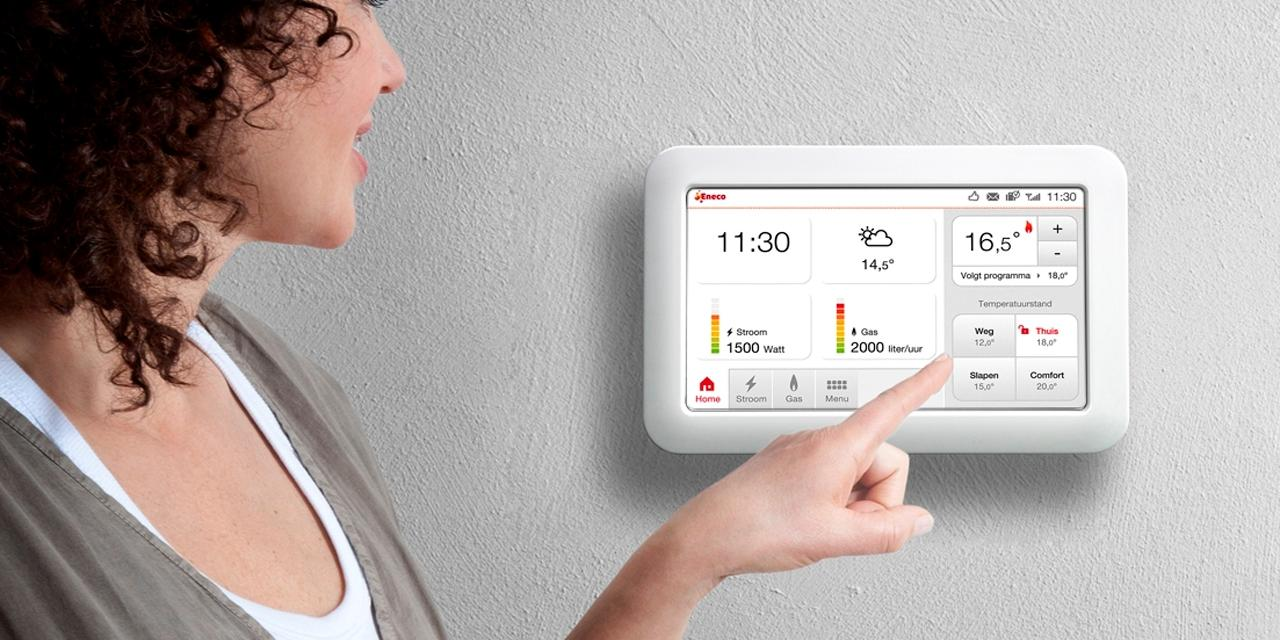 Eneco
11:30
11:30
14,5°
Stroom
1500 Watt
Gas
2000 liter/uur
16,5°
+
-
Volgt programma 18,0°
Temperatuurstand
Weg
12,0°
Thuis
18,0°
Slapen
15,0°
Comfort
20,0°
Home
Stroom
Gas
Menu